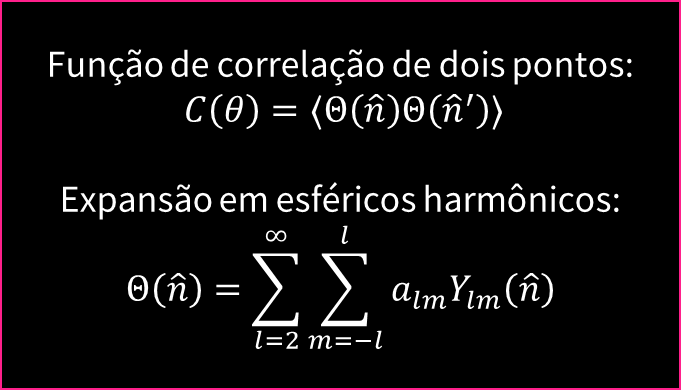 Função de correlação de dois pontos:
C(θ) = ⟨Θ(n̂)Θ(n̂′)⟩
Expansão em esféricos harmônicos:
Θ(n̂) = ∑_{l=2}^{∞} ∑_{m=−l}^{l} a_{lm}Y_{lm}(n̂)